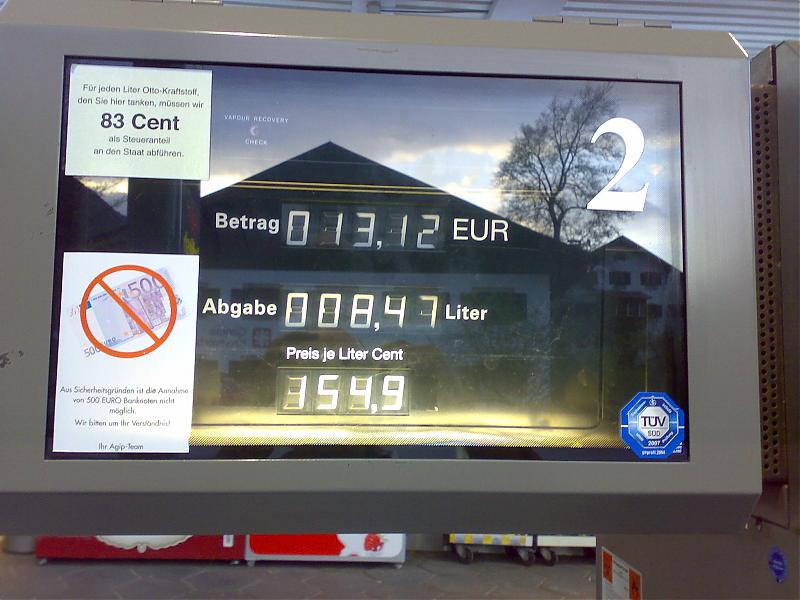 Für jeden Liter Otto-Kraftstoff,
den Sie hier tanken, müssen wir
83 Cent
als Steueranteil
an den Staat abführen.
VAPOUR RECOVERY
CHECK
2
Betrag 013,12 EUR
Abgabe 008,47 Liter
Preis je Liter Cent
154,9
500
500
Aus Sicherheitsgründen ist die Annahme
von 500 EURO Banknoten nicht
möglich.
Wir bitten um Ihr Verständnis!
Ihr Agip-Team
TÜV
SÜD
2007